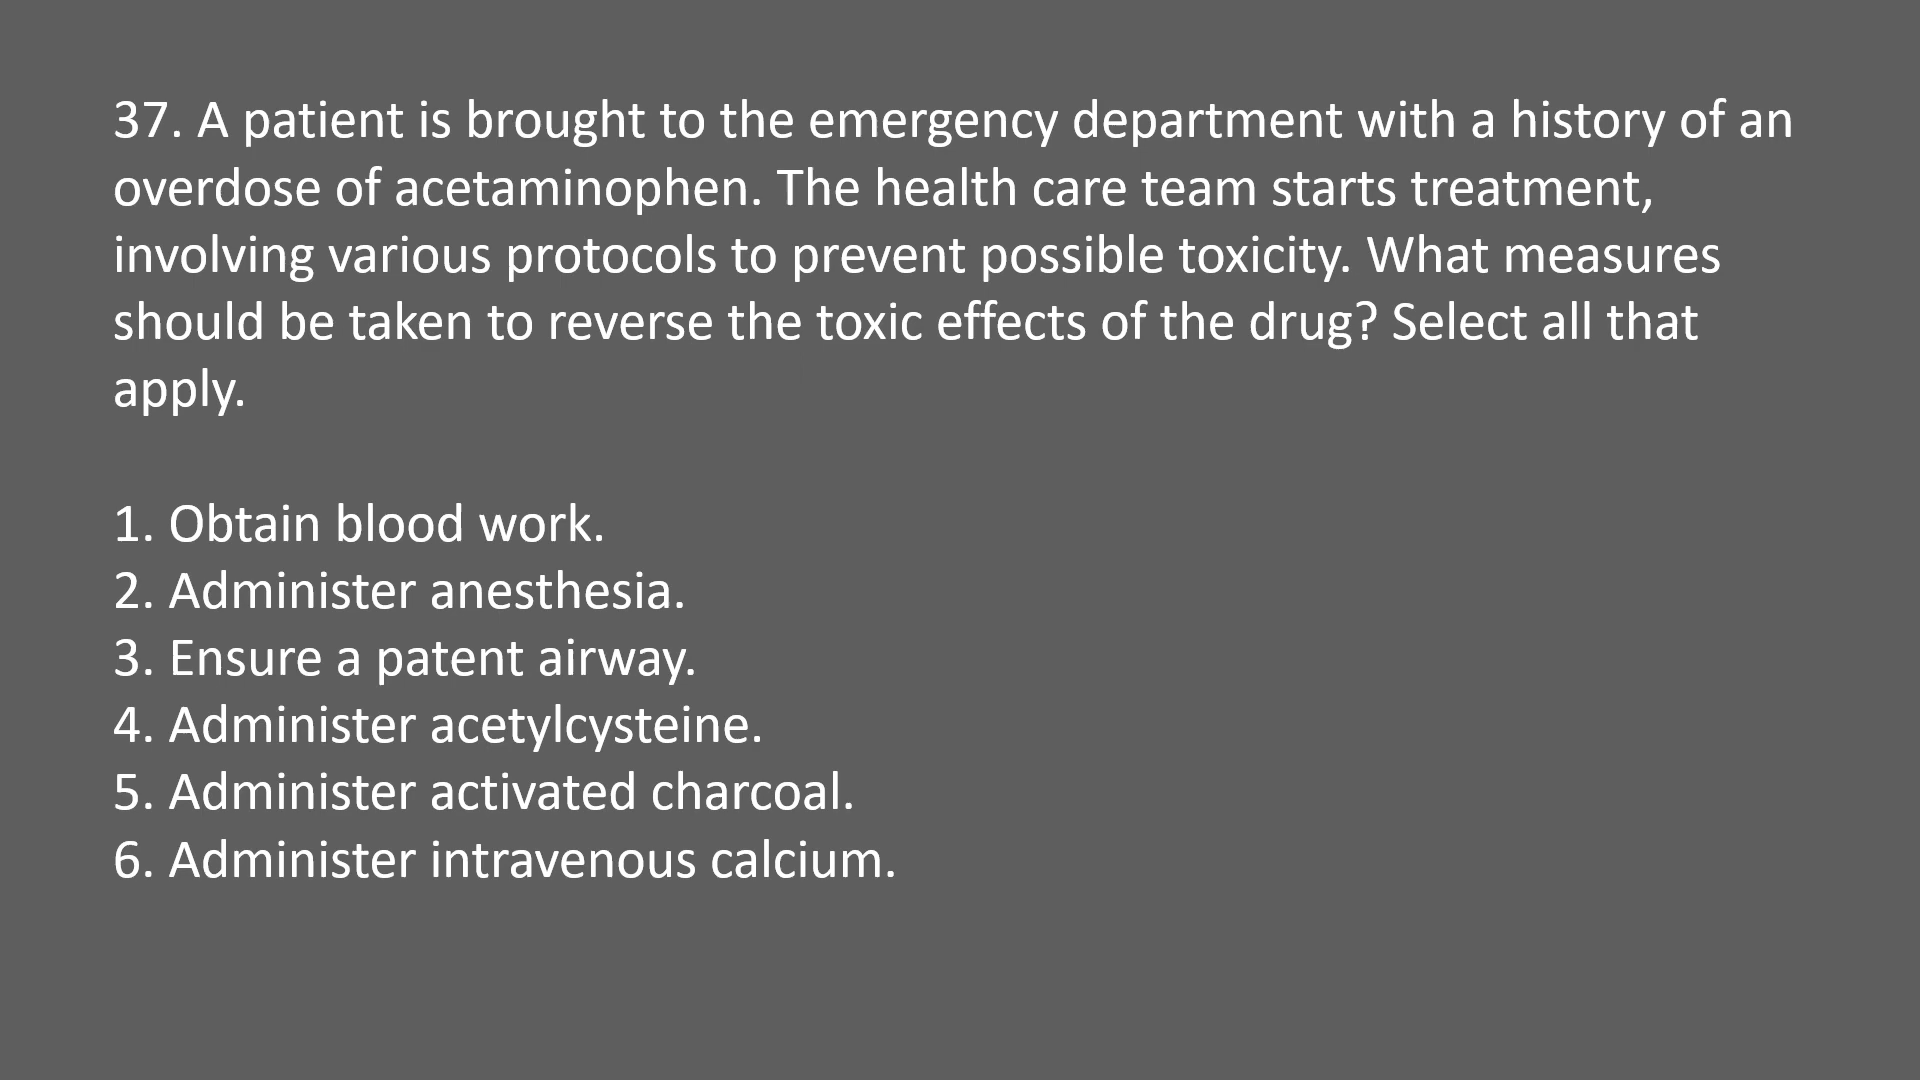 37. A patient is brought to the emergency department with a history of an
overdose of acetaminophen. The health care team starts treatment,
involving various protocols to prevent possible toxicity. What measures
should be taken to reverse the toxic effects of the drug? Select all that
apply.
1. Obtain blood work.
2. Administer anesthesia.
3. Ensure a patent airway.
4. Administer acetylcysteine.
5. Administer activated charcoal.
6. Administer intravenous calcium.